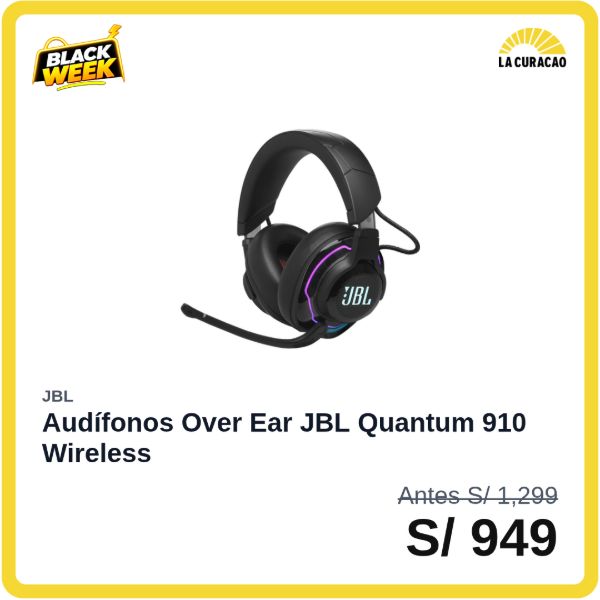 BLACK
WEEK
LA CURACAO
JBL
JBL
Audífonos Over Ear JBL Quantum 910
Wireless
Antes S/ 1,299
S/ 949